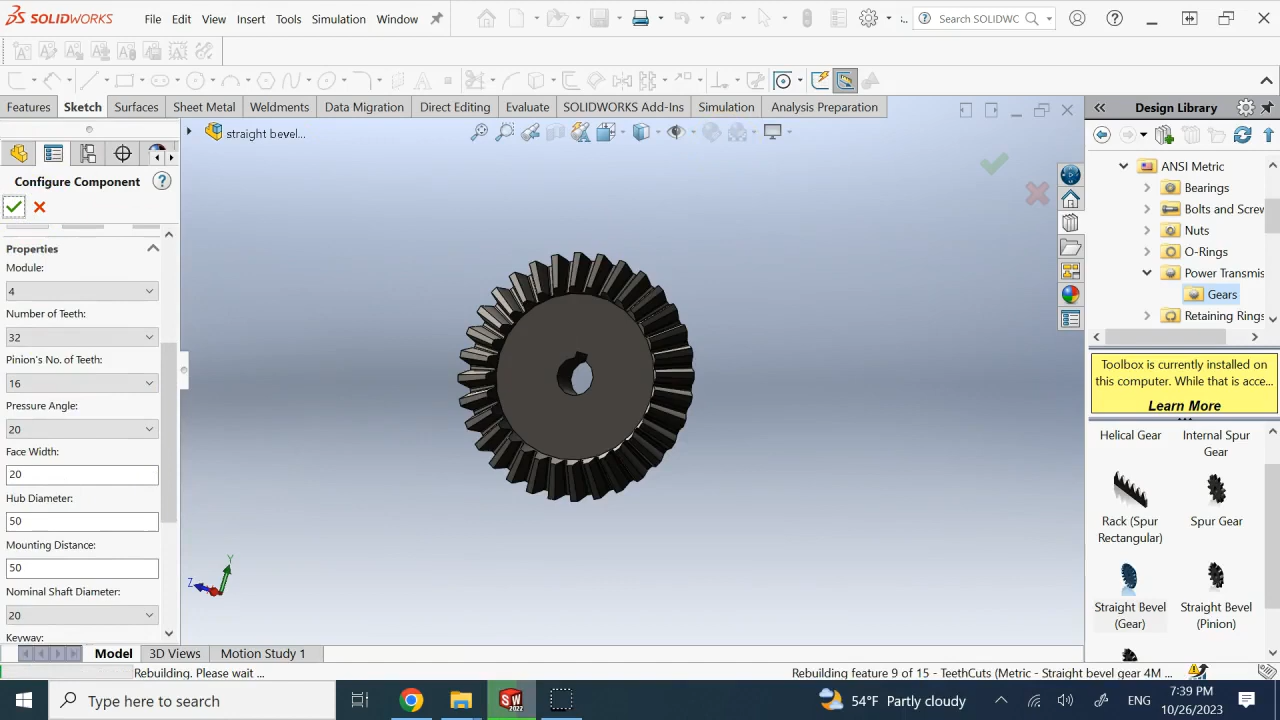 SOLIDWORKS
File Edit View Insert Tools Simulation Window
Search SOLIDWC
Features Sketch Surfaces Sheet Metal Weldments Data Migration Direct Editing Evaluate SOLIDWORKS Add-Ins Simulation Analysis Preparation
Design Library
straight bevel...
Configure Component
Properties
Module:
4
Number of Teeth:
32
Pinion's No. of Teeth:
16
Pressure Angle:
20
Face Width:
20
Hub Diameter:
50
Mounting Distance:
50
Nominal Shaft Diameter:
20
Keyway:
Y
Z
ANSI Metric
Bearings
Bolts and Screw
Nuts
O-Rings
Power Transmis
Gears
Retaining Rings
Toolbox is currently installed on
this computer. While that is acce...
Learn More
Helical Gear
Internal Spur
Gear
Rack (Spur
Rectangular)
Spur Gear
Straight Bevel
(Gear)
Straight Bevel
(Pinion)
Model 3D Views Motion Study 1
Rebuilding. Please wait ...
Rebuilding feature 9 of 15 - TeethCuts (Metric - Straight bevel gear 4M ...
Type here to search
SW
2022
54°F Partly cloudy
ENG
7:39 PM
10/26/2023